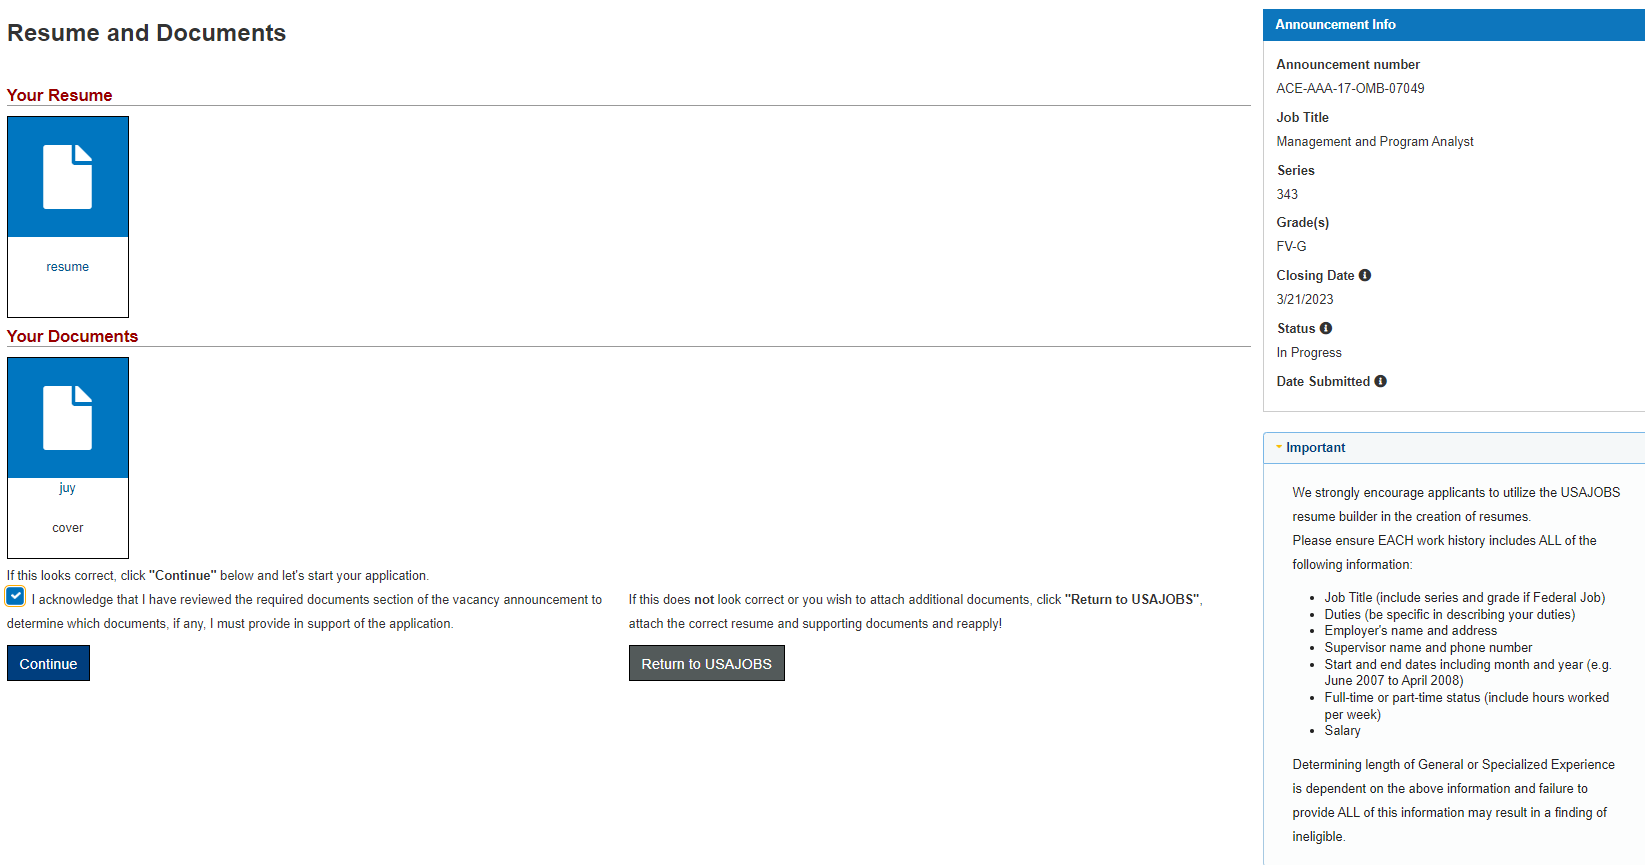 Resume and Documents
Your Resume
resume
Your Documents
juy
cover
If this looks correct, click "Continue" below and let's start your application.
I acknowledge that I have reviewed the required documents section of the vacancy announcement to
determine which documents, if any, I must provide in support of the application.
Continue
If this does not look correct or you wish to attach additional documents, click "Return to USAJOBS",
attach the correct resume and supporting documents and reapply!
Return to USAJOBS
Announcement Info
Announcement number
ACE-AAA-17-OMB-07049
Job Title
Management and Program Analyst
Series
343
Grade(s)
FV-G
Closing Date
3/21/2023
Status
In Progress
Date Submitted
Important
We strongly encourage applicants to utilize the USAJOBS
resume builder in the creation of resumes.
Please ensure EACH work history includes ALL of the
following information:
• Job Title (include series and grade if Federal Job)
• Duties (be specific in describing your duties)
• Employer's name and address
• Supervisor name and phone number
• Start and end dates including month and year (e.g.
June 2007 to April 2008)
• Full-time or part-time status (include hours worked
per week)
• Salary
Determining length of General or Specialized Experience
is dependent on the above information and failure to
provide ALL of this information may result in a finding of
ineligible.